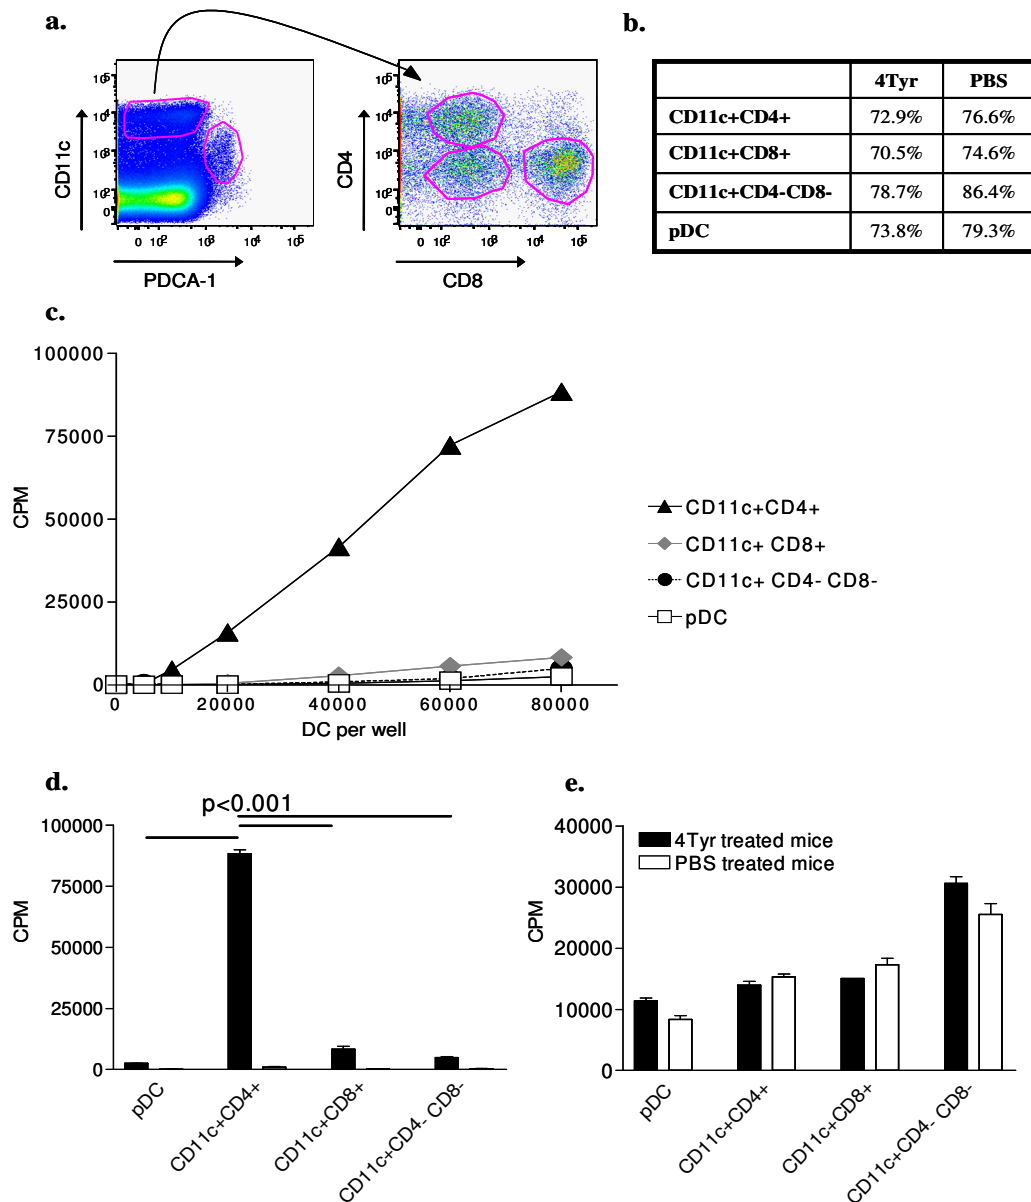 a.
10⁵
10⁴
10³
10²
0
CD11c
0 10² 10³ 10⁴ 10⁵
PDCA-1
10⁵
10⁴
10³
10²
0
CD4
0 10² 10³ 10⁴ 10⁵
CD8
b.
4Tyr PBS
CD11c+CD4+ 72.9% 76.6%
CD11c+CD8+ 70.5% 74.6%
CD11c+CD4-CD8- 78.7% 86.4%
pDC 73.8% 79.3%
c.
100000
75000
50000
25000
0
CPM
0 20000 40000 60000 80000
DC per well
CD11c+CD4+
CD11c+ CD8+
CD11c+ CD4- CD8-
pDC
d.
p<0.001
100000
75000
50000
25000
0
CPM
pDC
CD11c+CD4+
CD11c+CD8+
CD11c+CD4- CD8-
e.
4Tyr treated mice
PBS treated mice
40000
30000
20000
10000
0
CPM
pDC
CD11c+CD4+
CD11c+CD8+
CD11c+CD4- CD8-